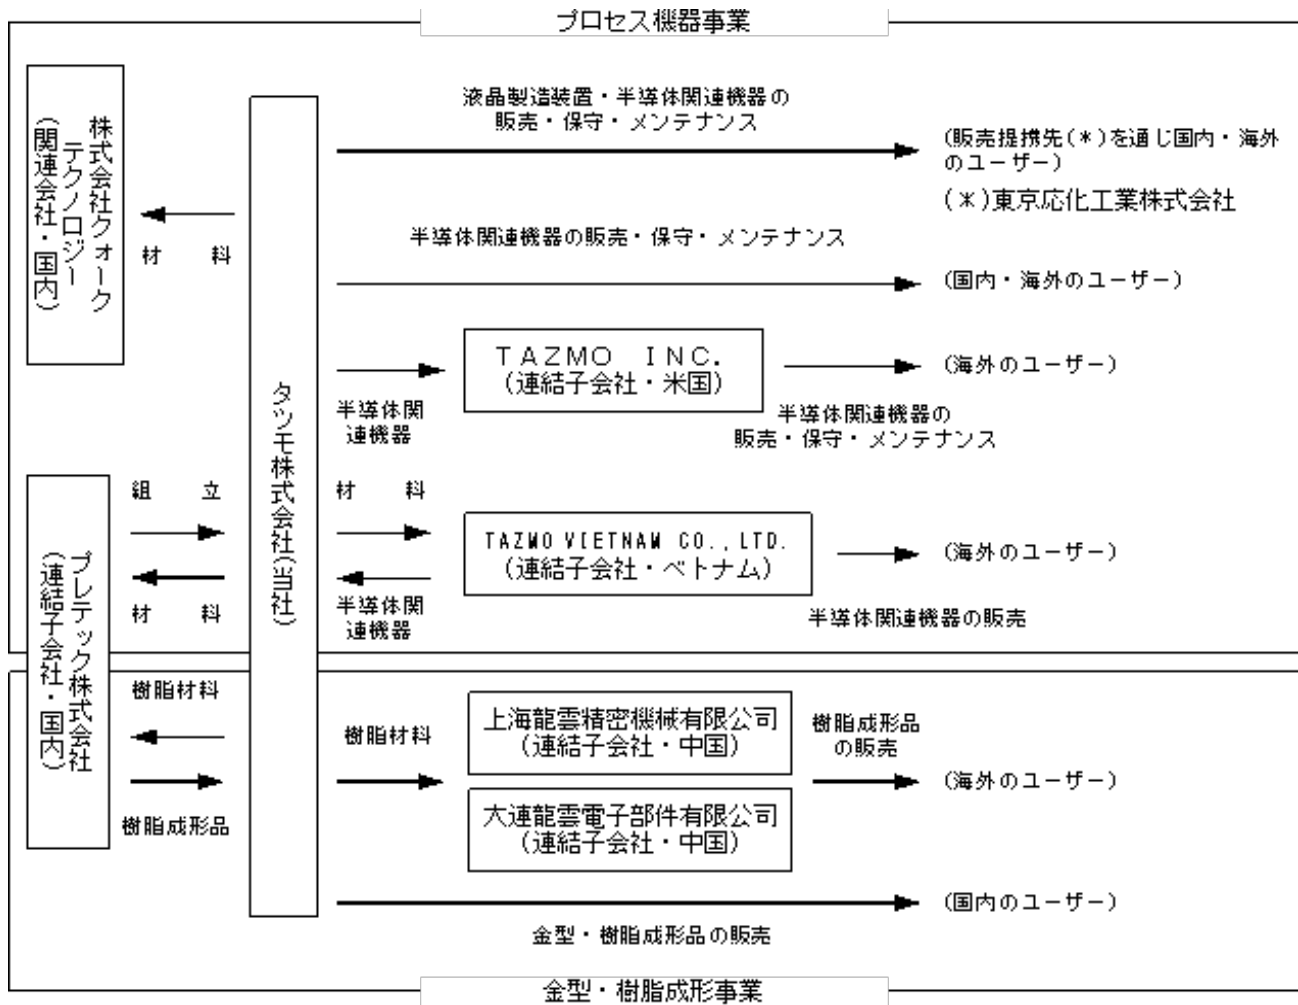 プロセス機器事業
株式会社クォーク
テクノロジー
(関連会社・国内)
材 料
タツモ株式会社(当社)
液晶製造装置・半導体関連機器の
販売・保守・メンテナンス
(販売提携先(*)を通じ国内・海外
のユーザー)
(*)東京応化工業株式会社
半導体関連機器の販売・保守・メンテナンス
(国内・海外のユーザー)
TAZMO INC.
(連結子会社・米国)
半導体関
連機器
(海外のユーザー)
半導体関連機器の
販売・保守・メンテナンス
プレテック株式会社
(連結子会社・国内)
組 立
材 料
材 料
半導体関
連機器
TAZMO VIETNAM CO.,LTD.
(連結子会社・ベトナム)
(海外のユーザー)
半導体関連機器の販売
樹脂材料
樹脂成形品
樹脂材料
上海龍雲精密機械有限公司
(連結子会社・中国)
大連龍雲電子部件有限公司
(連結子会社・中国)
樹脂成形品
の販売
(海外のユーザー)
(国内のユーザー)
金型・樹脂成形品の販売
金型・樹脂成形事業